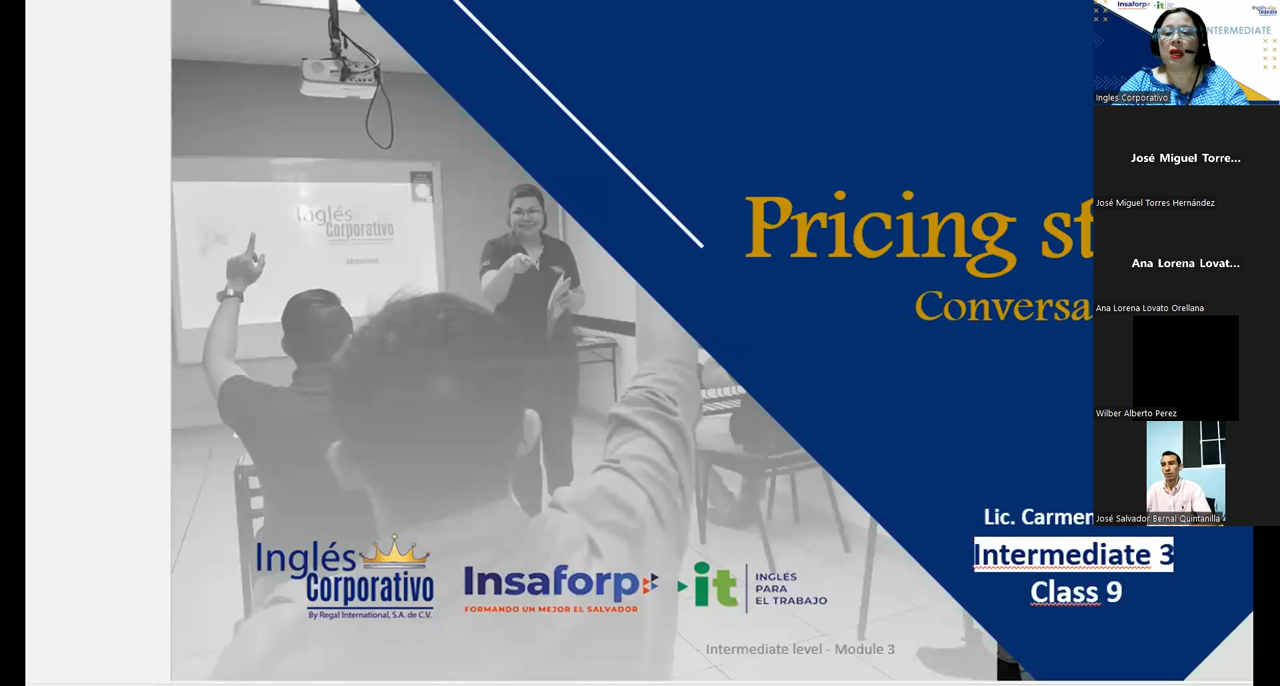 Pricing st
Conversa
Lic. Carmen
Intermediate 3
Class 9
Inglés
Corporativo
By Regal International, S.A. de C.V.
Insaforp
FORMANDO UN MEJOR EL SALVADOR
it
INGLÉS
PARA
EL TRABAJO
Intermediate level - Module 3
Inglés
Corporativo
Insaforp
it
INTERMEDIATE
Ingles Corporativo
José Miguel Torre...
José Miguel Torres Hernández
Ana Lorena Lovat...
Ana Lorena Lovato Orellana
Wilber Alberto Perez
José Salvador Bernal Quintanilla